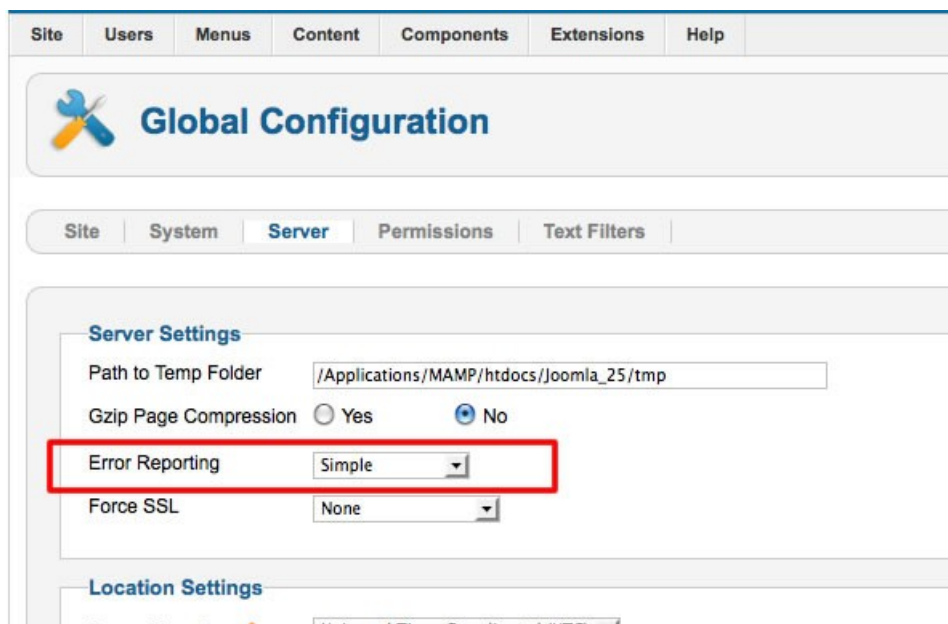 Site Users Menus Content Components Extensions Help
Global Configuration
Site System Server Permissions Text Filters
Server Settings
Path to Temp Folder /Applications/MAMP/htdocs/Joomla_25/tmp
Gzip Page Compression Yes No
Error Reporting Simple
Force SSL None
Location Settings